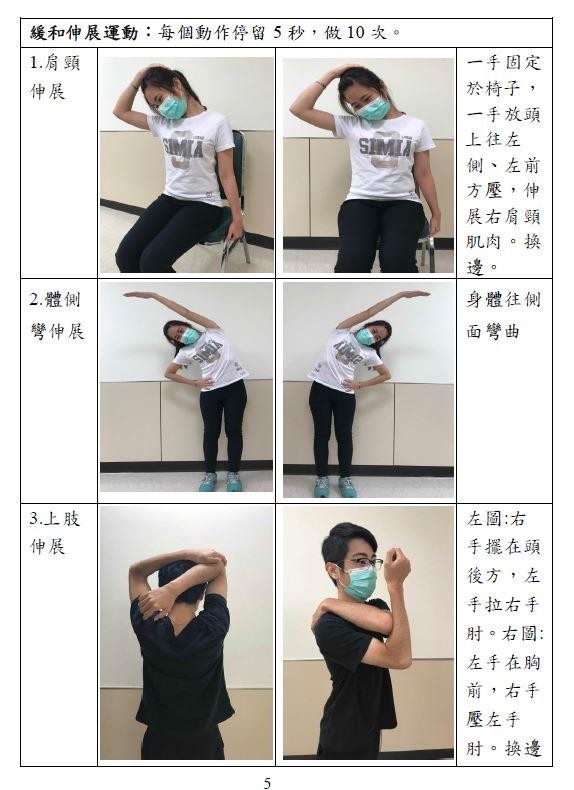 緩和伸展運動：每個動作停留 5 秒，做 10 次。
1.肩頸
伸展
SIMIA
SIMIA
一手固定
於椅子，
一手放頭
上往左
側、左前
方壓，伸
展右肩頸
肌肉。換
邊。
2.體側
彎伸展
SIMIA
SIMIA
身體往側
面彎曲
3.上肢
伸展
左圖:右
手擺在頭
後方，左
手拉右手
肘。右圖:
左手在胸
前，右手
壓左手
肘。換邊
5